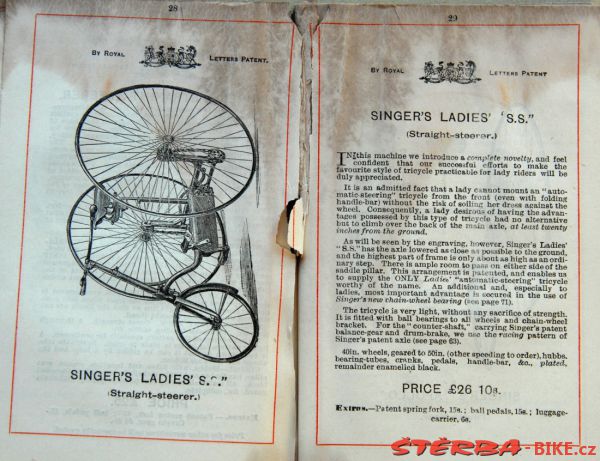 28
BY ROYAL LETTERS PATENT.
SINGER'S LADIES' S.S."
(Straight-steerer.)
29
BY ROYAL LETTERS PATENT
SINGER'S LADIES' "S.S."
(Straight-steerer.)
IN this machine we introduce a complete novelty, and feel
confident that our successful efforts to make the
favourite style of tricycle practicable for lady riders will be
duly appreciated.
It is an admitted fact that a lady cannot mount an "auto-
matic-steering" tricycle from the front (even with folding
handle-bar) without the risk of soiling her dress against the
wheel. Consequently, a lady desirous of having the advan-
tages possessed by this type of tricycle had no alternative
but to climb over the back of the main axle, at least twenty
inches from the ground.
As will be seen by the engraving, however, Singer's Ladies'
"S.S." has the axle lowered as close as possible to the ground,
and the highest part of frame is only about as high as an ordi-
nary step. There is ample room to pass on either side of the
saddle pillar. This arrangement is patented, and enables us
to supply the ONLY Ladies' "automatic-steering" tricycle
worthy of the name. An additional and, especially to
ladies, most important advantage is secured in the use of
Singer's new chain-wheel bearing (see page 71).
The tricycle is very light, without any sacrifice of strength.
It is fitted with ball bearings to all wheels and chain-wheel
bracket. For the "counter-shaft," carrying Singer's patent
balance-gear and drum-brake, we use the racing pattern of
Singer's patent axle (see page 63).
40in. wheels, geared to 50in. (other speeding to order), hubbs,
bearing-tubes, cranks, pedals, handle-bar, &c., plated,
remainder enamelled black.
PRICE £26 10s.
Extras.—Patent spring fork, 15s.; ball pedals, 15s.; luggage-
carrier, 6s.
ŠTĚRBA-BIKE.cz